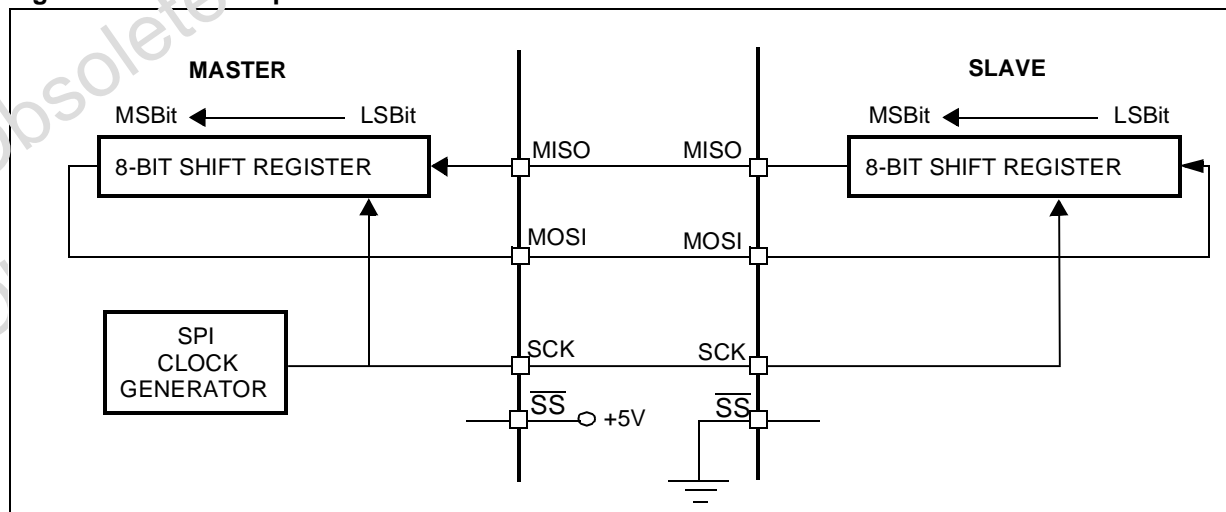 MASTER
SLAVE
MSBit LSBit
MSBit LSBit
8-BIT SHIFT REGISTER
MISO
MISO
8-BIT SHIFT REGISTER
MOSI
MOSI
SPI
CLOCK
GENERATOR
SCK
SCK
SS
+5V
SS
obsolete